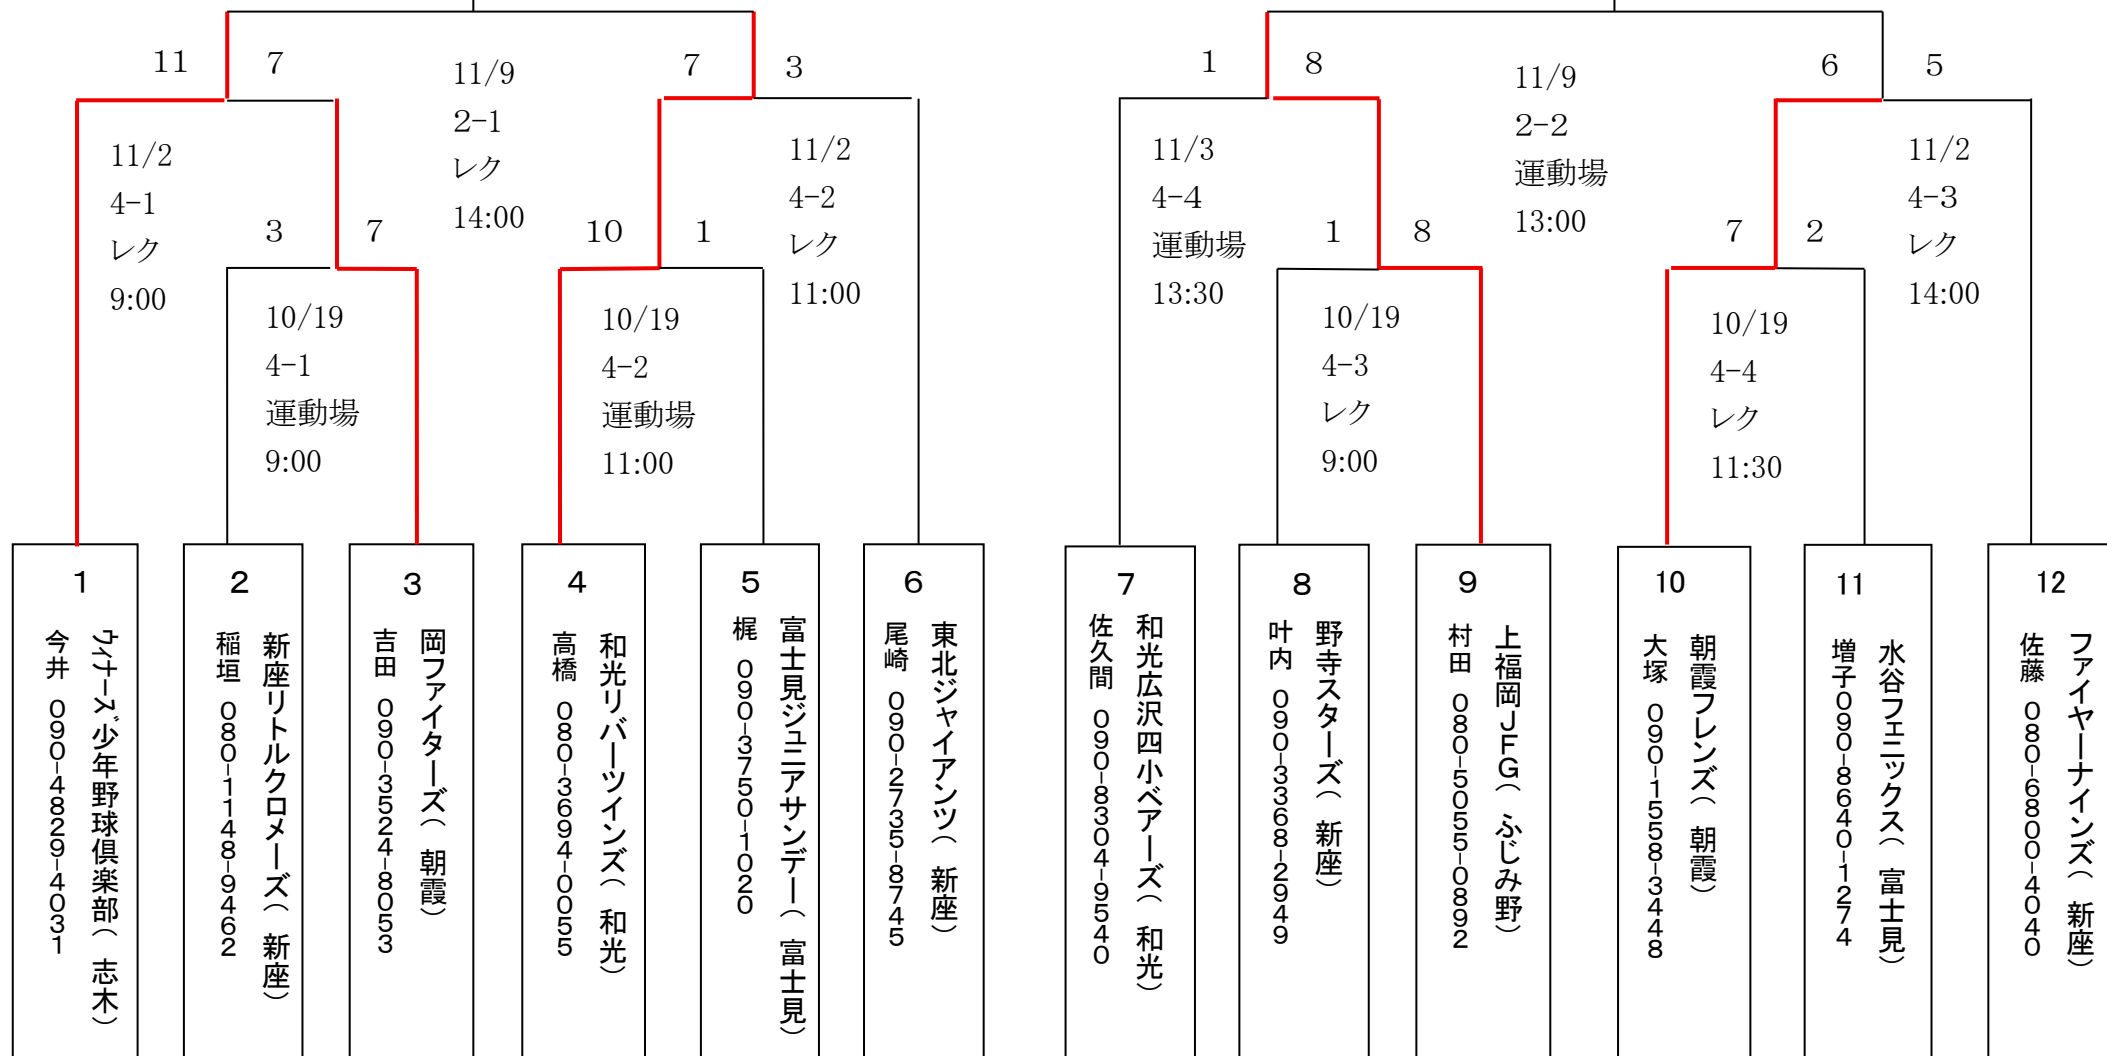 11 7
7 3
1 8
6 5
11/9
2-1
レク
14:00
11/9
2-2
運動場
13:00
11/2
4-1
レク
9:00
11/2
4-2
レク
11:00
11/3
4-4
運動場
13:30
11/2
4-3
レク
14:00
3 7
10 1
1 8
7 2
10/19
4-1
運動場
9:00
10/19
4-2
運動場
11:00
10/19
4-3
レク
9:00
10/19
4-4
レク
11:30
1
ウィナーズ少年野球倶楽部(志木)
今井 090-4829-4031
2
新座リトルクロメーズ(新座)
稲垣 080-1148-9462
3
岡ファイターズ(朝霞)
吉田 090-3524-8053
4
和光リバーツインズ(和光)
高橋 080-3694-0055
5
富士見ジュニアサンデー(富士見)
梶 090-3750-1020
6
東北ジャイアンツ(新座)
尾崎 090-2735-8745
7
和光広沢四小ベアーズ(和光)
佐久間 090-8304-9540
8
野寺スターズ(新座)
叶内 090-3368-2949
9
上福岡JFG(ふじみ野)
村田 080-5055-0892
10
朝霞フレンズ(朝霞)
大塚 090-1558-3448
11
水谷フェニックス(富士見)
増子090-8640-1274
12
ファイヤーナインズ(新座)
佐藤 080-6800-4040